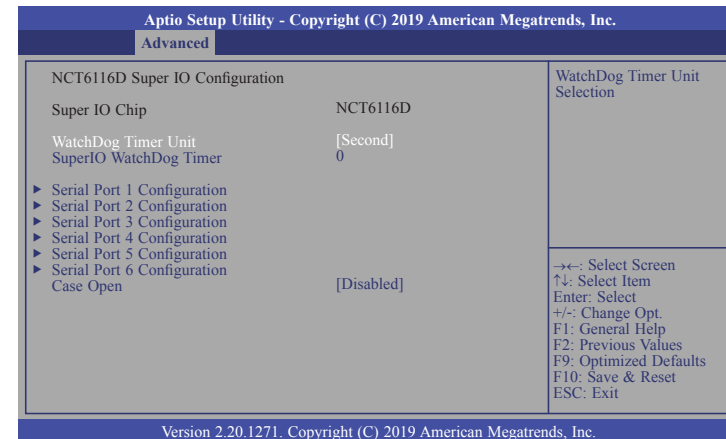 Aptio Setup Utility - Copyright (C) 2019 American Megatrends, Inc.
Advanced
NCT6116D Super IO Configuration
Super IO Chip NCT6116D
WatchDog Timer Unit [Second]
SuperIO WatchDog Timer 0
► Serial Port 1 Configuration
► Serial Port 2 Configuration
► Serial Port 3 Configuration
► Serial Port 4 Configuration
► Serial Port 5 Configuration
► Serial Port 6 Configuration
Case Open [Disabled]
WatchDog Timer Unit
Selection
→←: Select Screen
↑↓: Select Item
Enter: Select
+/-: Change Opt.
F1: General Help
F2: Previous Values
F9: Optimized Defaults
F10: Save & Reset
ESC: Exit
Version 2.20.1271. Copyright (C) 2019 American Megatrends, Inc.